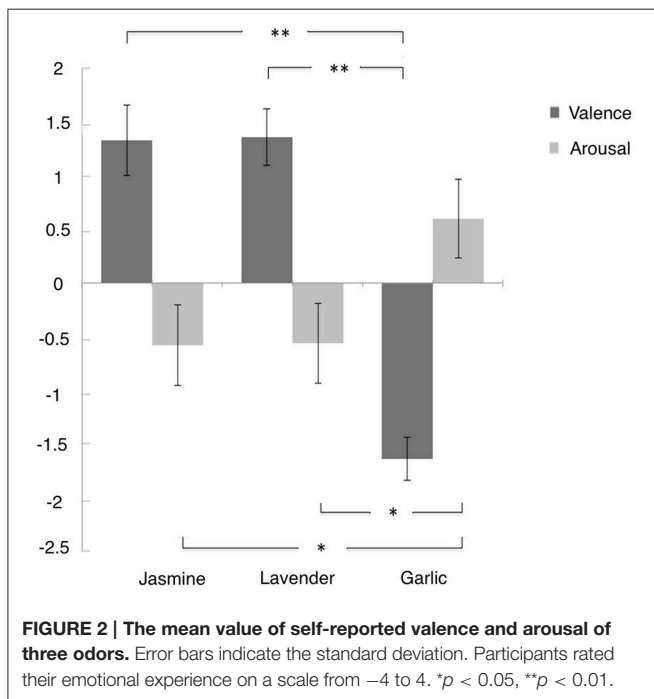 **
2
**
1.5
Valence
Arousal
1
0.5
0
-0.5
-1
-1.5
*
-2
*
-2.5
Jasmine Lavender Garlic
FIGURE 2 | The mean value of self-reported valence and arousal of
three odors. Error bars indicate the standard deviation. Participants rated
their emotional experience on a scale from −4 to 4. *p < 0.05, **p < 0.01.